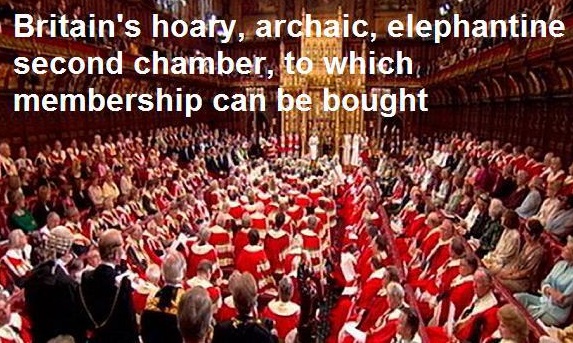 Britain's hoary, archaic, elephantine
second chamber, to which
membership can be bought